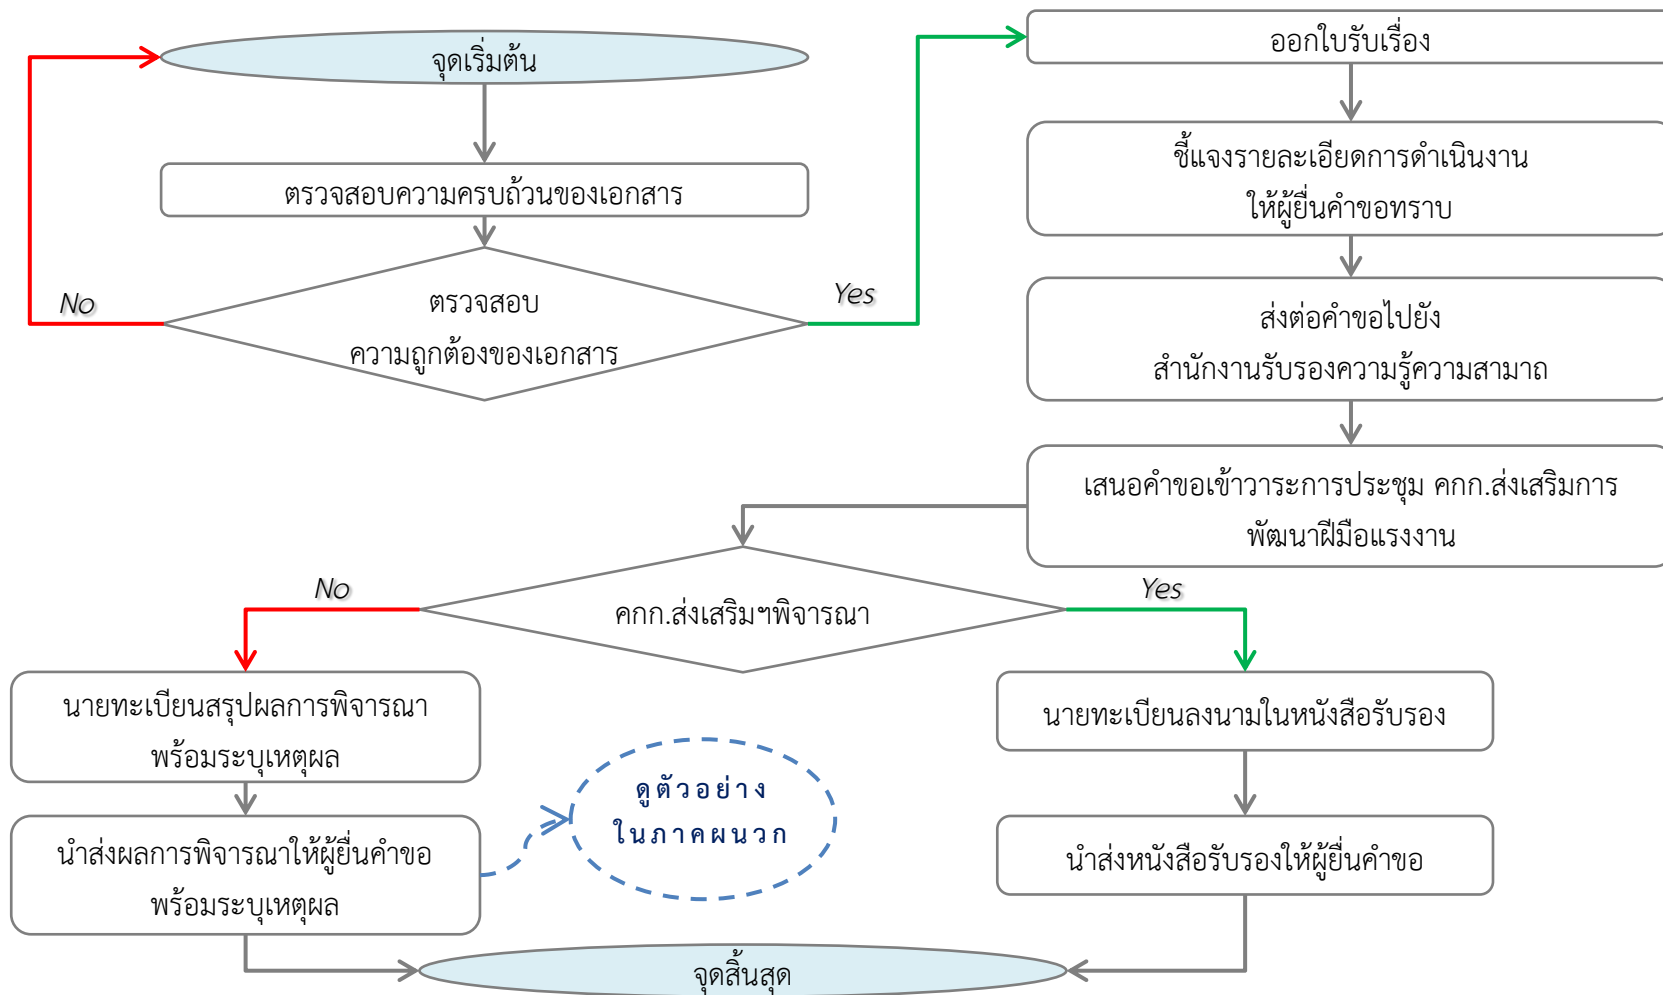 จุดเริ่มต้น
ตรวจสอบความครบถ้วนของเอกสาร
ตรวจสอบ
ความถูกต้องของเอกสาร
No
Yes
ออกใบรับเรื่อง
ชี้แจงรายละเอียดการดำเนินงาน
ให้ผู้ยื่นคำขอทราบ
ส่งต่อคำขอไปยัง
สำนักงานรับรองความรู้ความสามาถ
เสนอคำขอเข้าวาระการประชุม คกก.ส่งเสริมการ
พัฒนาฝีมือแรงงาน
คกก.ส่งเสริมฯพิจารณา
No
Yes
นายทะเบียนสรุปผลการพิจารณา
พร้อมระบุเหตุผล
นำส่งผลการพิจารณาให้ผู้ยื่นคำขอ
พร้อมระบุเหตุผล
ดูตัวอย่าง
ในภาคผนวก
นายทะเบียนลงนามในหนังสือรับรอง
นำส่งหนังสือรับรองให้ผู้ยื่นคำขอ
จุดสิ้นสุด